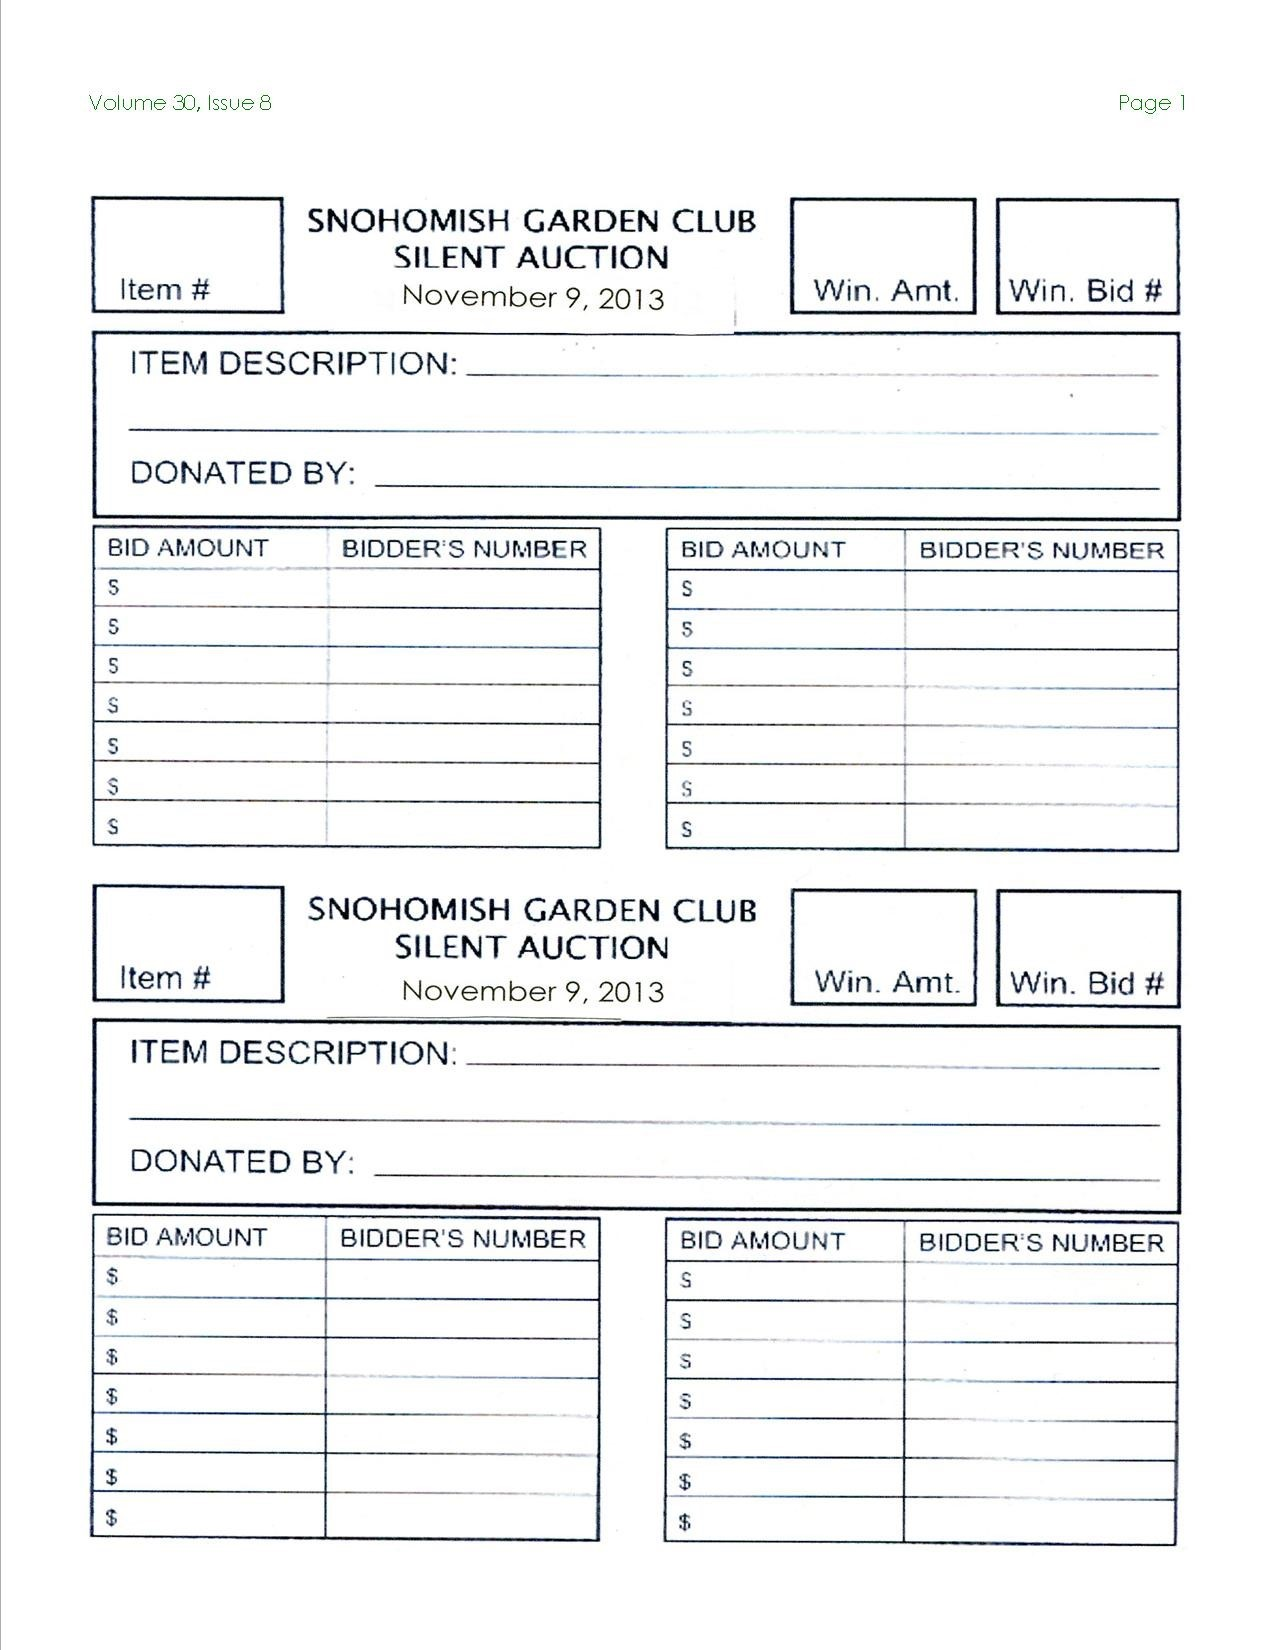 Volume 30, Issue 8 Page 1
Item #
SNOHOMISH GARDEN CLUB
SILENT AUCTION
November 9, 2013
Win. Amt.
Win. Bid #
ITEM DESCRIPTION:
DONATED BY:
BID AMOUNT BIDDER'S NUMBER
$
$
$
$
$
$
$
BID AMOUNT BIDDER'S NUMBER
$
$
$
$
$
$
$
Item #
SNOHOMISH GARDEN CLUB
SILENT AUCTION
November 9, 2013
Win. Amt.
Win. Bid #
ITEM DESCRIPTION:
DONATED BY:
BID AMOUNT BIDDER'S NUMBER
$
$
$
$
$
$
$
BID AMOUNT BIDDER'S NUMBER
$
$
$
$
$
$
$